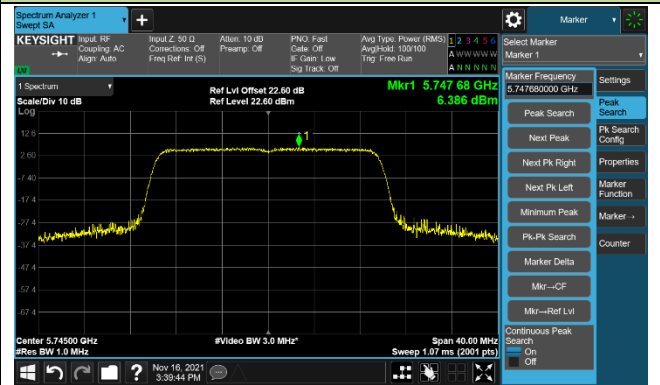 Spectrum Analyzer 1
Swept SA
Marker
KEYSIGHT
Input: RF
Coupling: AC
Align: Auto
Input Z: 50 Ω
Corrections: Off
Freq Ref: Int (S)
Atten: 10 dB
Preamp: Off
PNO: Fast
Gate: Off
IF Gain: Low
Sig Track: Off
Avg Type: Power (RMS)
Avg|Hold: 100/100
Trig: Free Run
1 2 3 4 5 6
A W W W W W
A N N N N N
LXI
Select Marker
Marker 1
1 Spectrum
Scale/Div 10 dB
Log
Ref Lvl Offset 22.60 dB
Ref Level 22.60 dBm
Mkr1 5.747 68 GHz
6.386 dBm
1
12.6
2.60
-7.40
-17.4
-27.4
-37.4
-47.4
-57.4
-67.4
Center 5.74500 GHz
#Res BW 1.0 MHz
#Video BW 3.0 MHz*
Span 40.00 MHz
Sweep 1.07 ms (2001 pts)
Marker Frequency
5.747680000 GHz
Peak Search
Next Peak
Next Pk Right
Next Pk Left
Minimum Peak
Pk-Pk Search
Marker Delta
Mkr→CF
Mkr→Ref Lvl
Continuous Peak
Search
On
Off
Settings
Peak
Search
Pk Search
Config
Properties
Marker
Function
Marker→
Counter
?
Nov 16, 2021
3:39:44 PM